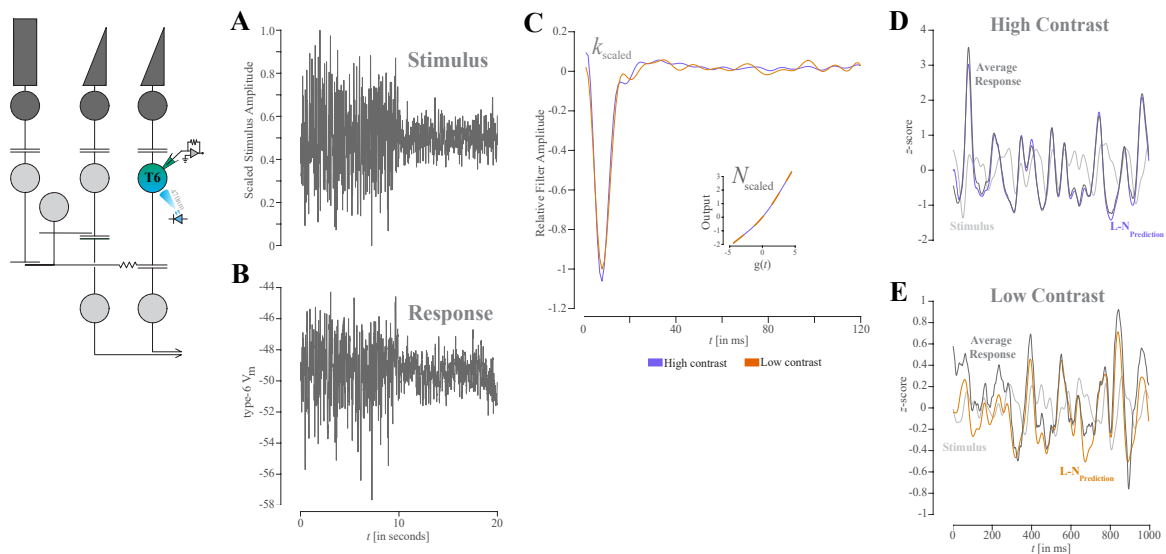 T6
470nm
A
Stimulus
Scaled Stimulus Amplitude
1.0
0.8
0.6
0.4
0.2
0
B
Response
type-6 Vm
-44
-46
-48
-50
-52
-54
-56
-58
0
10
20
t [in seconds]
C
kscaled
Relative Filter Amplitude
0.2
0
-0.2
-0.4
-0.6
-0.8
-1
-1.2
0
40
80
120
t [in ms]
Nscaled
Output
4
3
2
1
0
-1
-2
-5
0
5
g(t)
High contrast
Low contrast
D
High Contrast
Average
Response
z-score
4
3
2
1
0
-1
-2
Stimulus
L-NPrediction
E
Low Contrast
Average
Response
z-score
1
0.8
0.6
0.4
0.2
0
-0.2
-0.4
-0.6
-0.8
-1
Stimulus
L-NPrediction
0
200
400
600
800
1000
t [in ms]